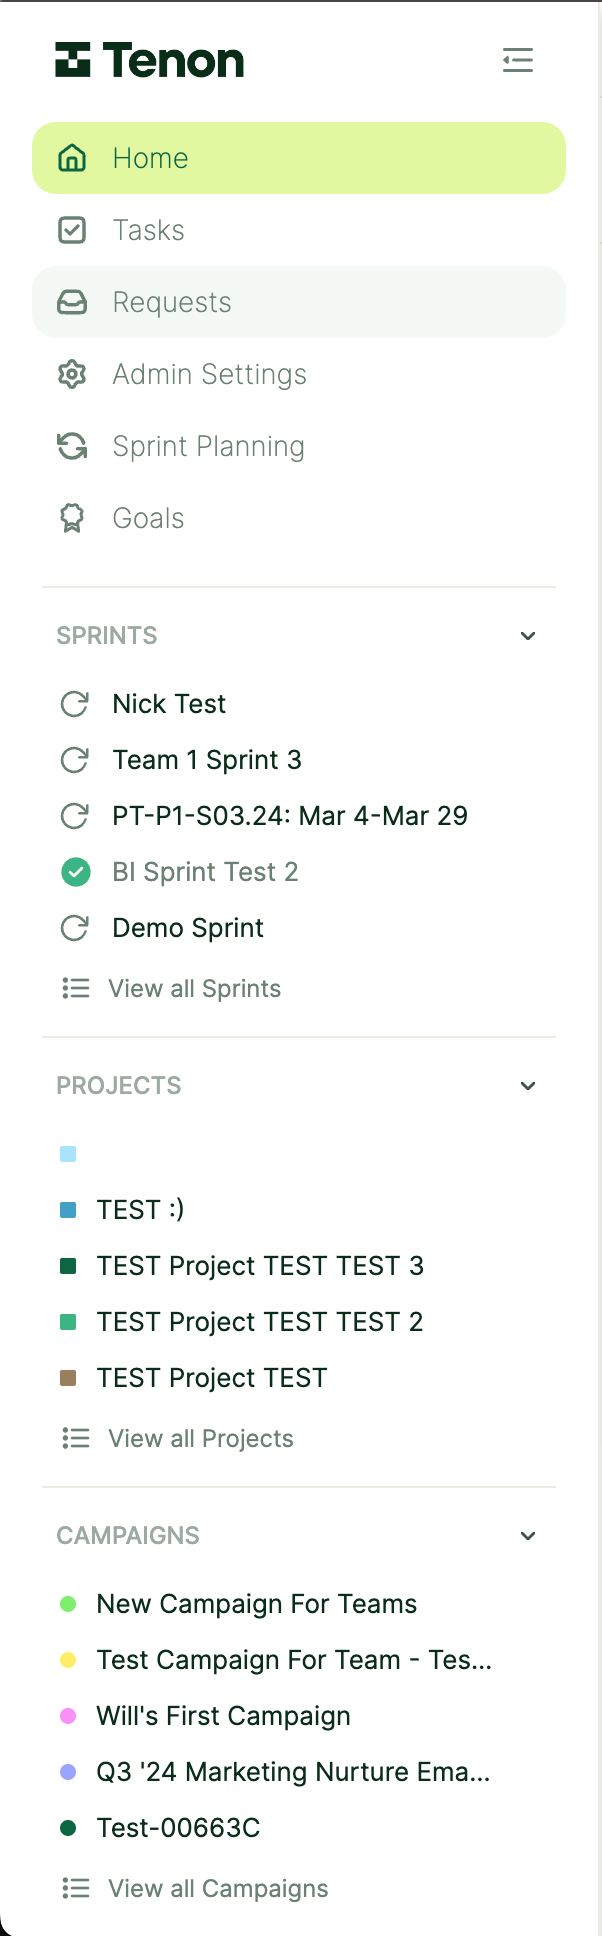 Tenon
Home
Tasks
Requests
Admin Settings
Sprint Planning
Goals
SPRINTS
Nick Test
Team 1 Sprint 3
PT-P1-S03.24: Mar 4-Mar 29
BI Sprint Test 2
Demo Sprint
View all Sprints
PROJECTS
TEST :)
TEST Project TEST TEST 3
TEST Project TEST TEST 2
TEST Project TEST
View all Projects
CAMPAIGNS
New Campaign For Teams
Test Campaign For Team - Tes...
Will's First Campaign
Q3 '24 Marketing Nurture Ema...
Test-00663C
View all Campaigns